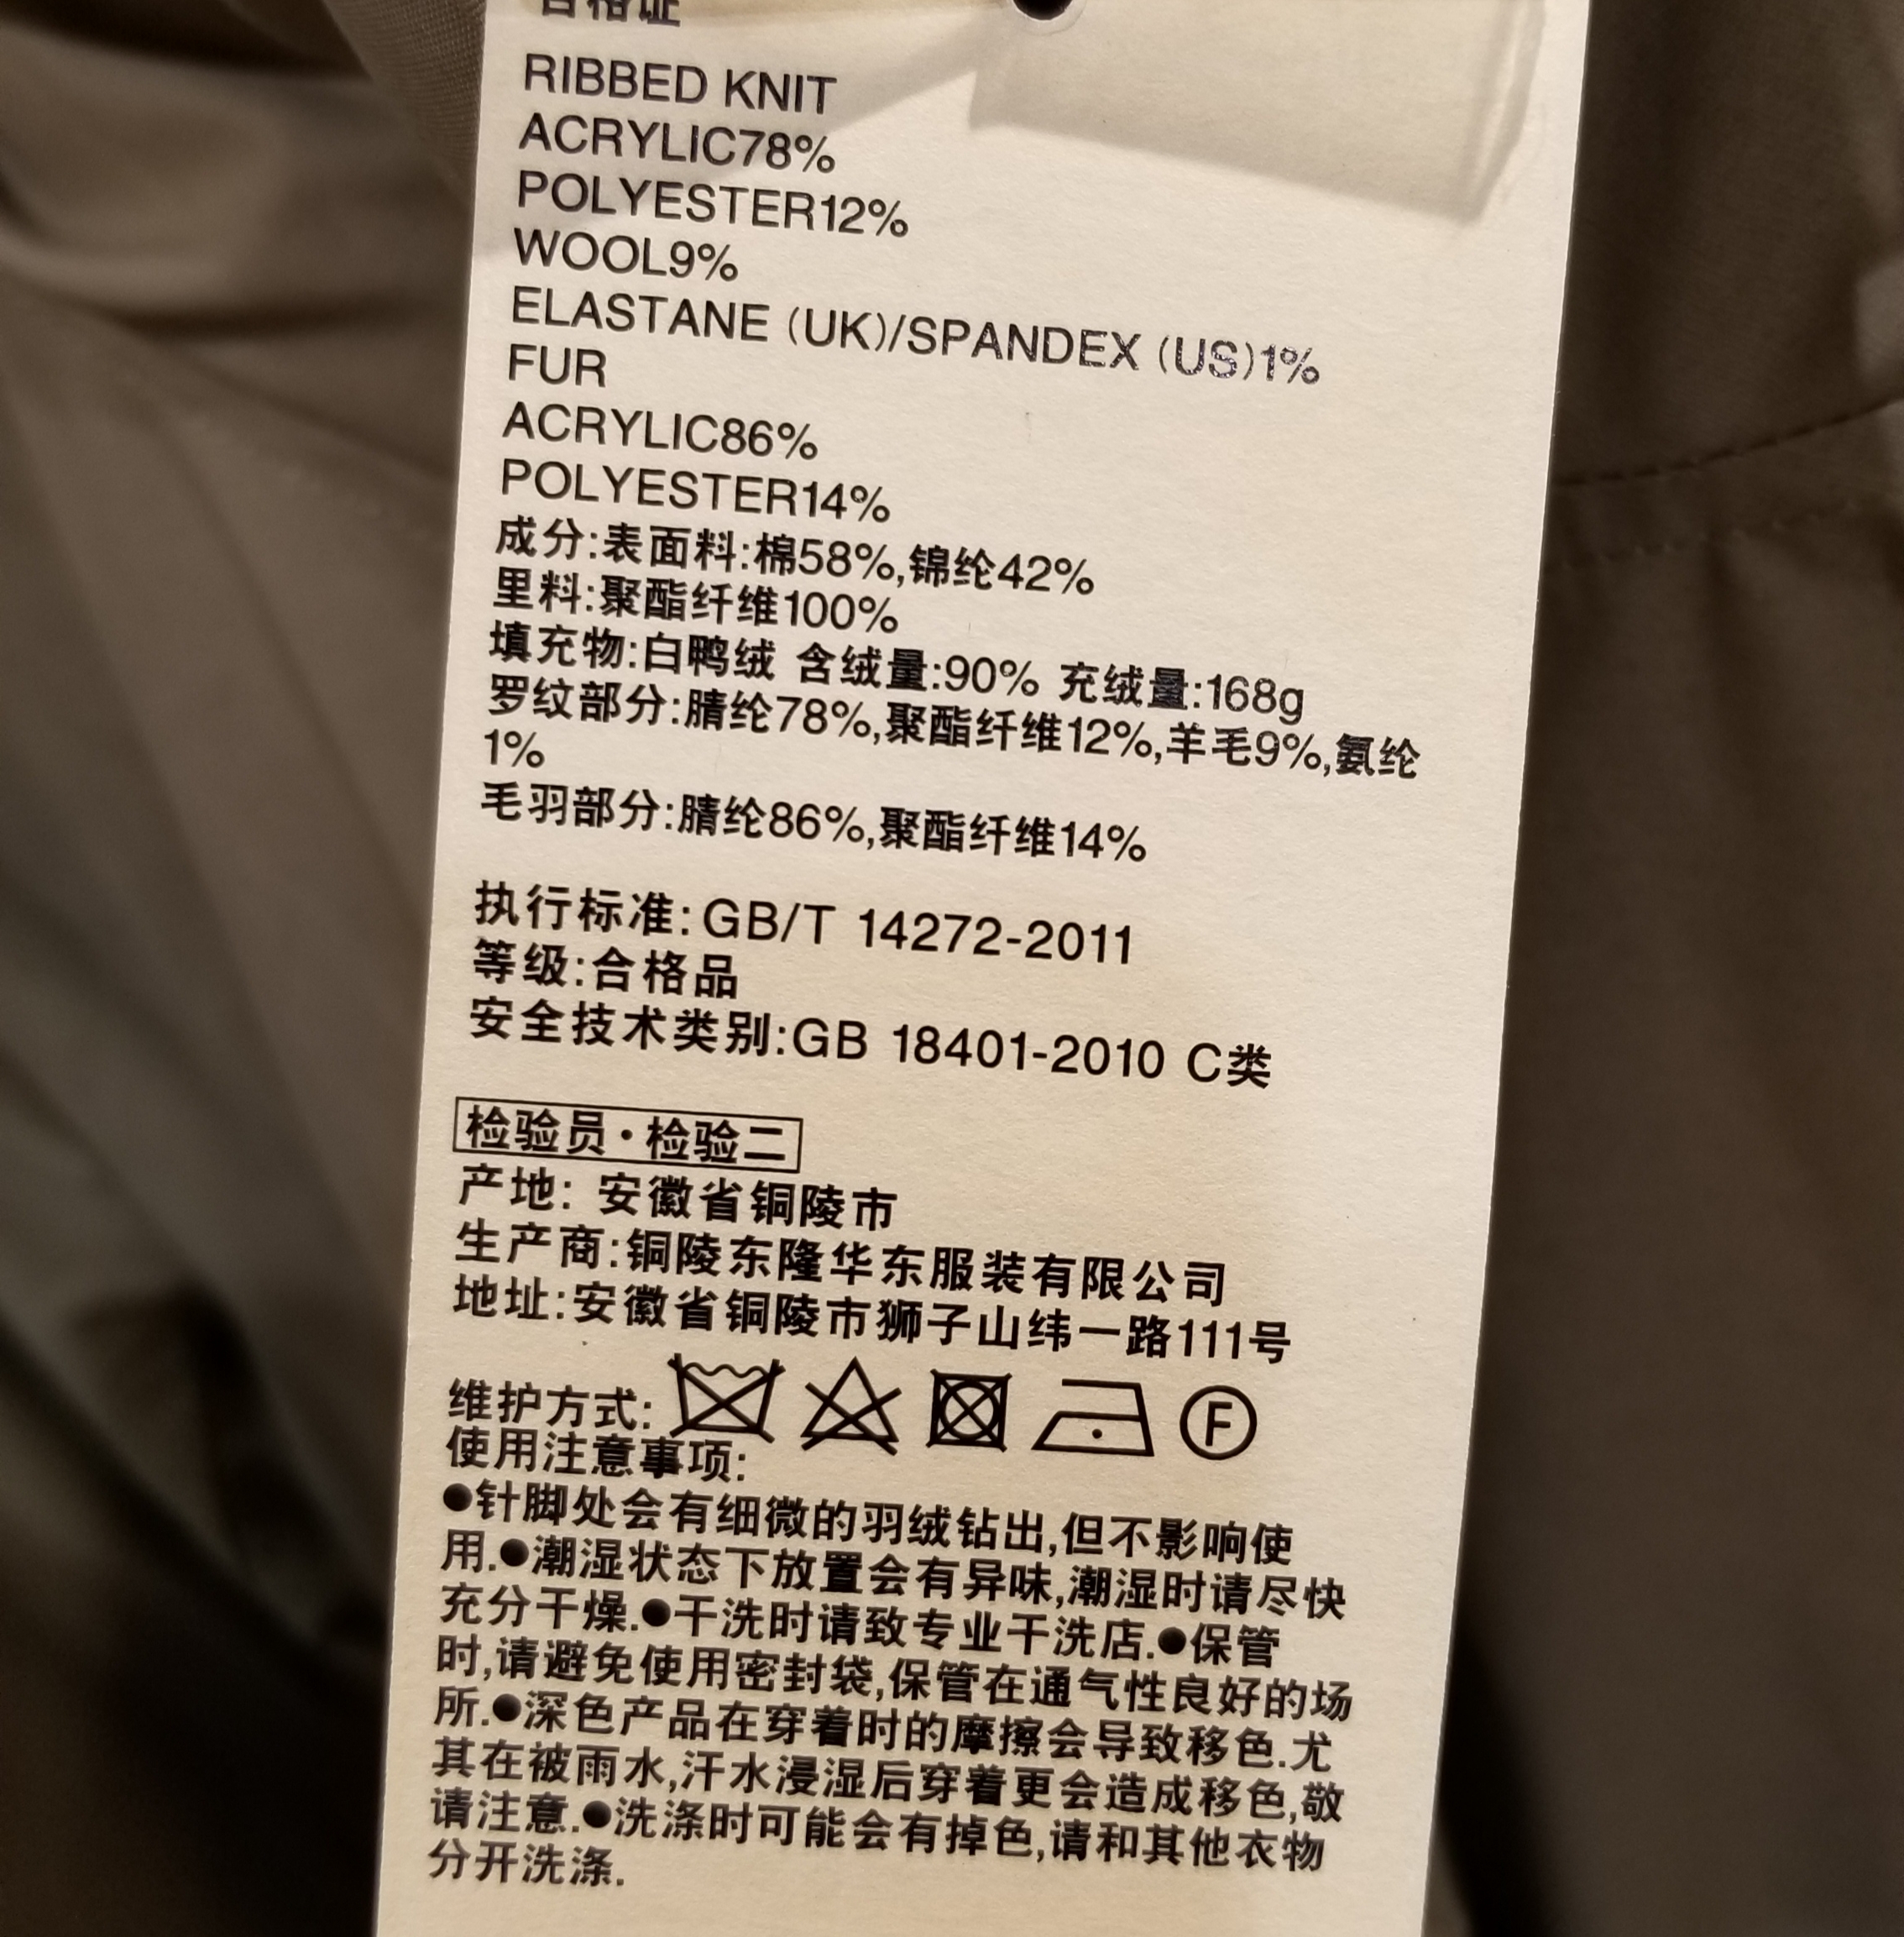 合格证
RIBBED KNIT
ACRYLIC78%
POLYESTER12%
WOOL9%
ELASTANE (UK)/SPANDEX (US)1%
FUR
ACRYLIC86%
POLYESTER14%
成分:表面料:棉58%,锦纶42%
里料:聚酯纤维100%
填充物:白鸭绒 含绒量:90% 充绒量:168g
罗纹部分:腈纶78%,聚酯纤维12%,羊毛9%,氨纶
1%
毛羽部分:腈纶86%,聚酯纤维14%
执行标准:GB/T 14272-2011
等级:合格品
安全技术类别:GB 18401-2010 C类
检验员·检验二
产地: 安徽省铜陵市
生产商:铜陵东隆华东服装有限公司
地址:安徽省铜陵市狮子山纬一路111号
维护方式: F
使用注意事项:
●针脚处会有细微的羽绒钻出,但不影响使
用.●潮湿状态下放置会有异味,潮湿时请尽快
充分干燥.●干洗时请致专业干洗店.●保管
时,请避免使用密封袋,保管在通气性良好的场
所.●深色产品在穿着时的摩擦会导致移色.尤
其在被雨水,汗水浸湿后穿着更会造成移色,敬
请注意.●洗涤时可能会有掉色,请和其他衣物
分开洗涤.